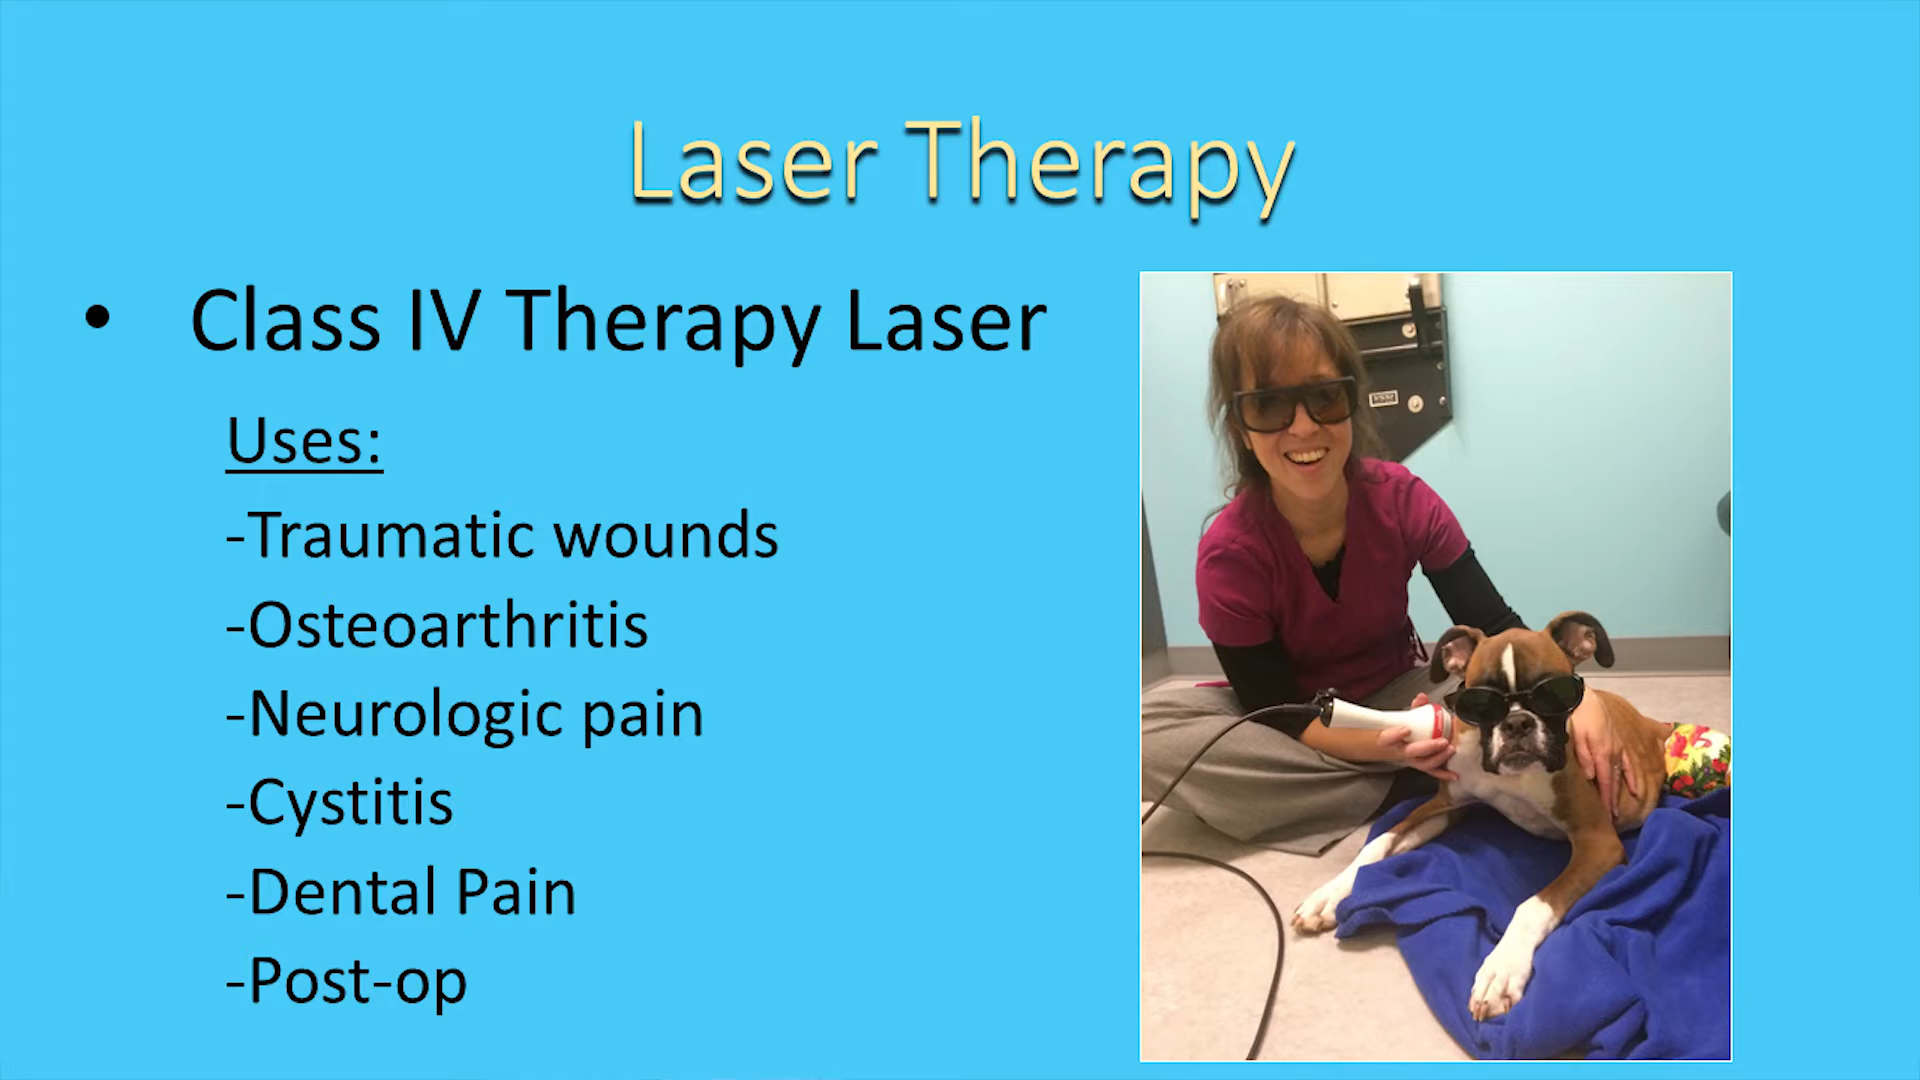 Laser Therapy
• Class IV Therapy Laser
Uses:
-Traumatic wounds
-Osteoarthritis
-Neurologic pain
-Cystitis
-Dental Pain
-Post-op